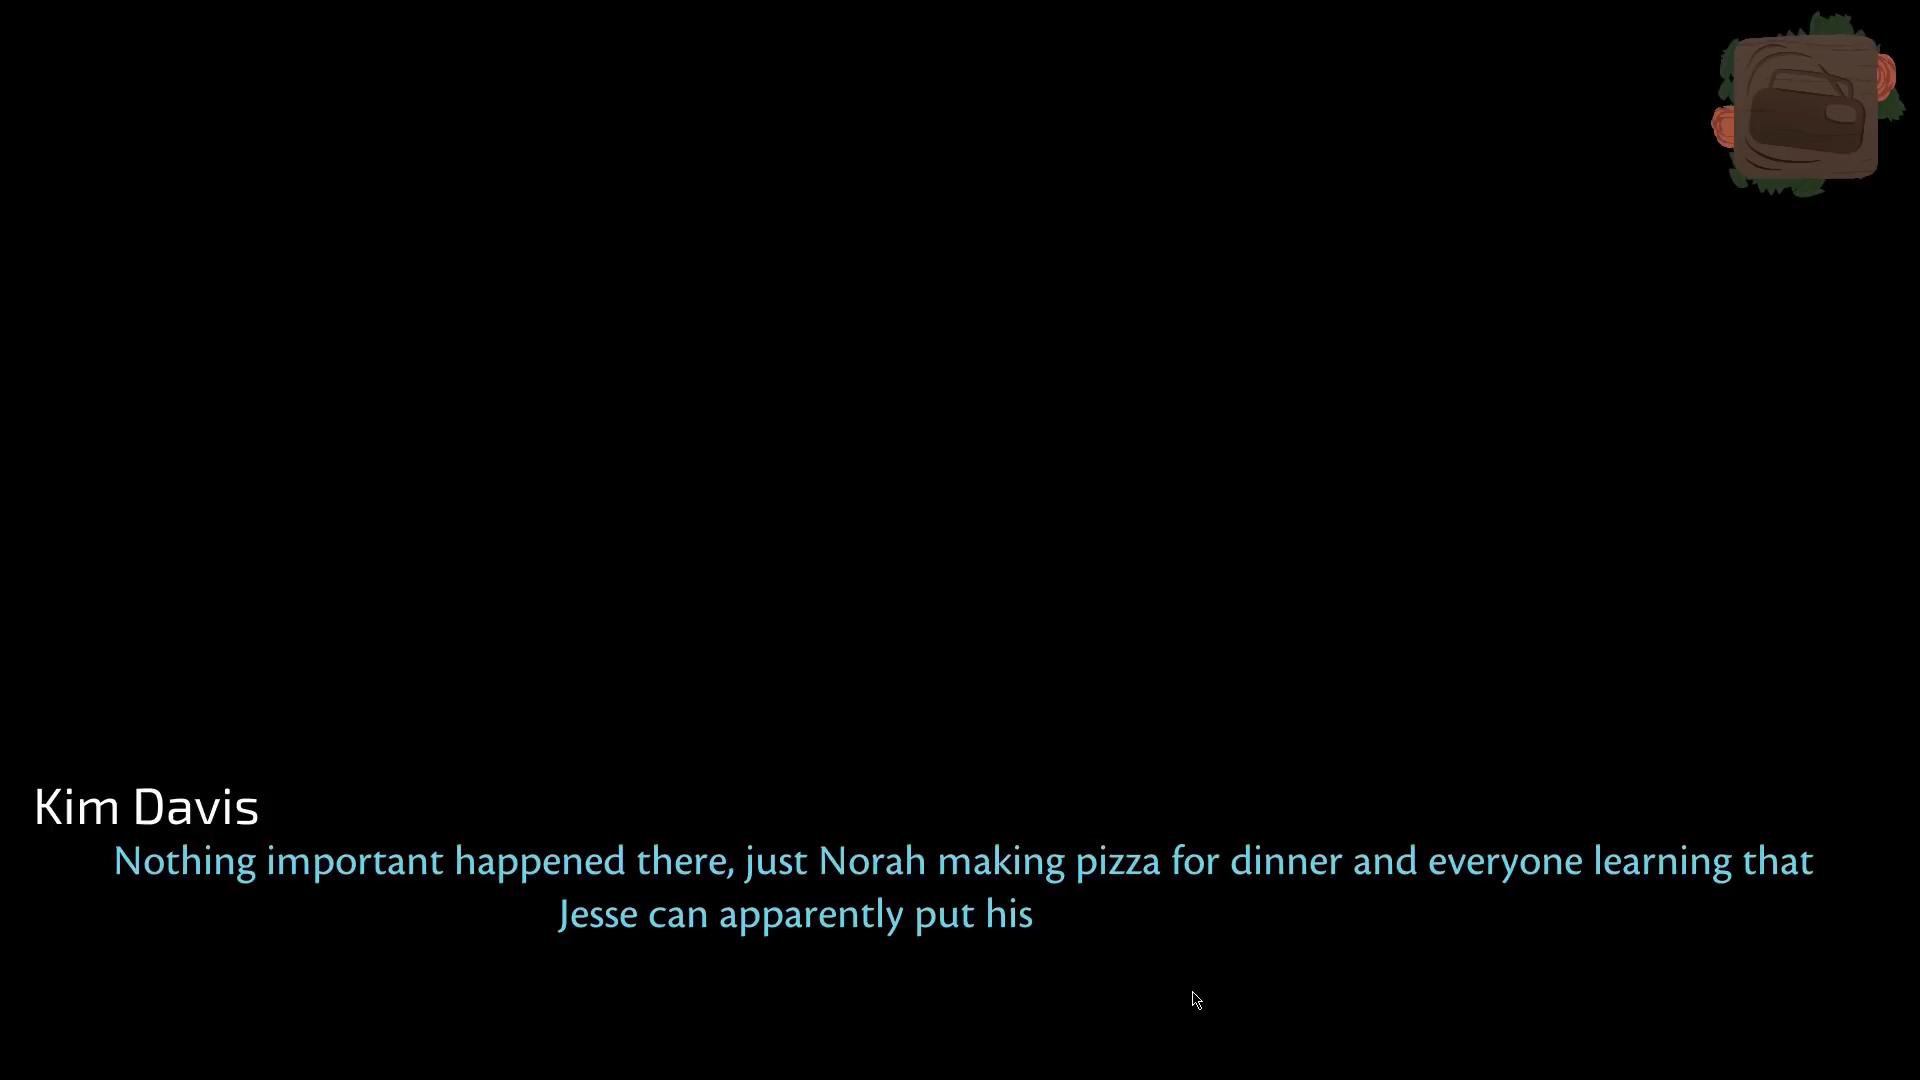 Kim Davis
Nothing important happened there, just Norah making pizza for dinner and everyone learning that
Jesse can apparently put his